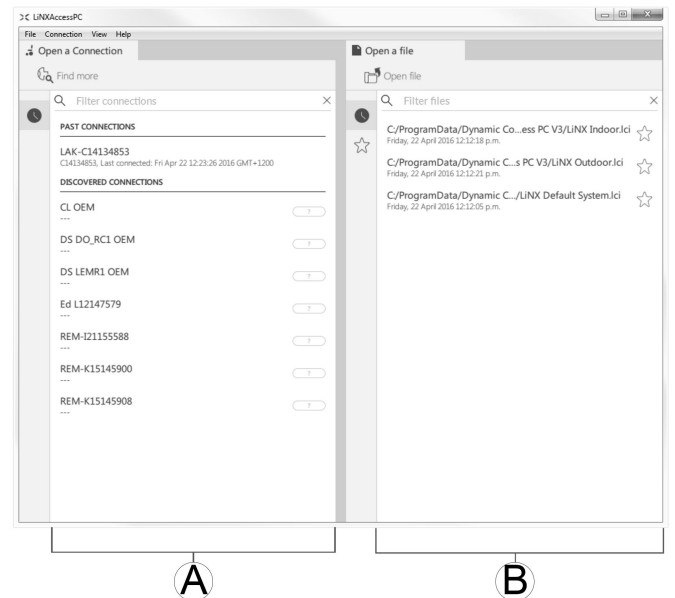 LiNXAccessPC
File Connection View Help
Open a Connection
Find more
Filter connections
PAST CONNECTIONS
LAK-C14134853
C14134853, Last connected: Fri Apr 22 12:23:26 2016 GMT+1200
DISCOVERED CONNECTIONS
CL OEM
---
?
DS DO_RC1 OEM
---
?
DS LEMR1 OEM
---
?
Ed L12147579
---
?
REM-I21155588
---
?
REM-K15145900
---
?
REM-K15145908
---
?
Open a file
Open file
Filter files
C:/ProgramData/Dynamic Co...ess PC V3/LiNX Indoor.lci
Friday, 22 April 2016 12:12:18 p.m.
C:/ProgramData/Dynamic C...s PC V3/LiNX Outdoor.lci
Friday, 22 April 2016 12:12:21 p.m.
C:/ProgramData/Dynamic C.../LiNX Default System.lci
Friday, 22 April 2016 12:12:05 p.m.
A
B